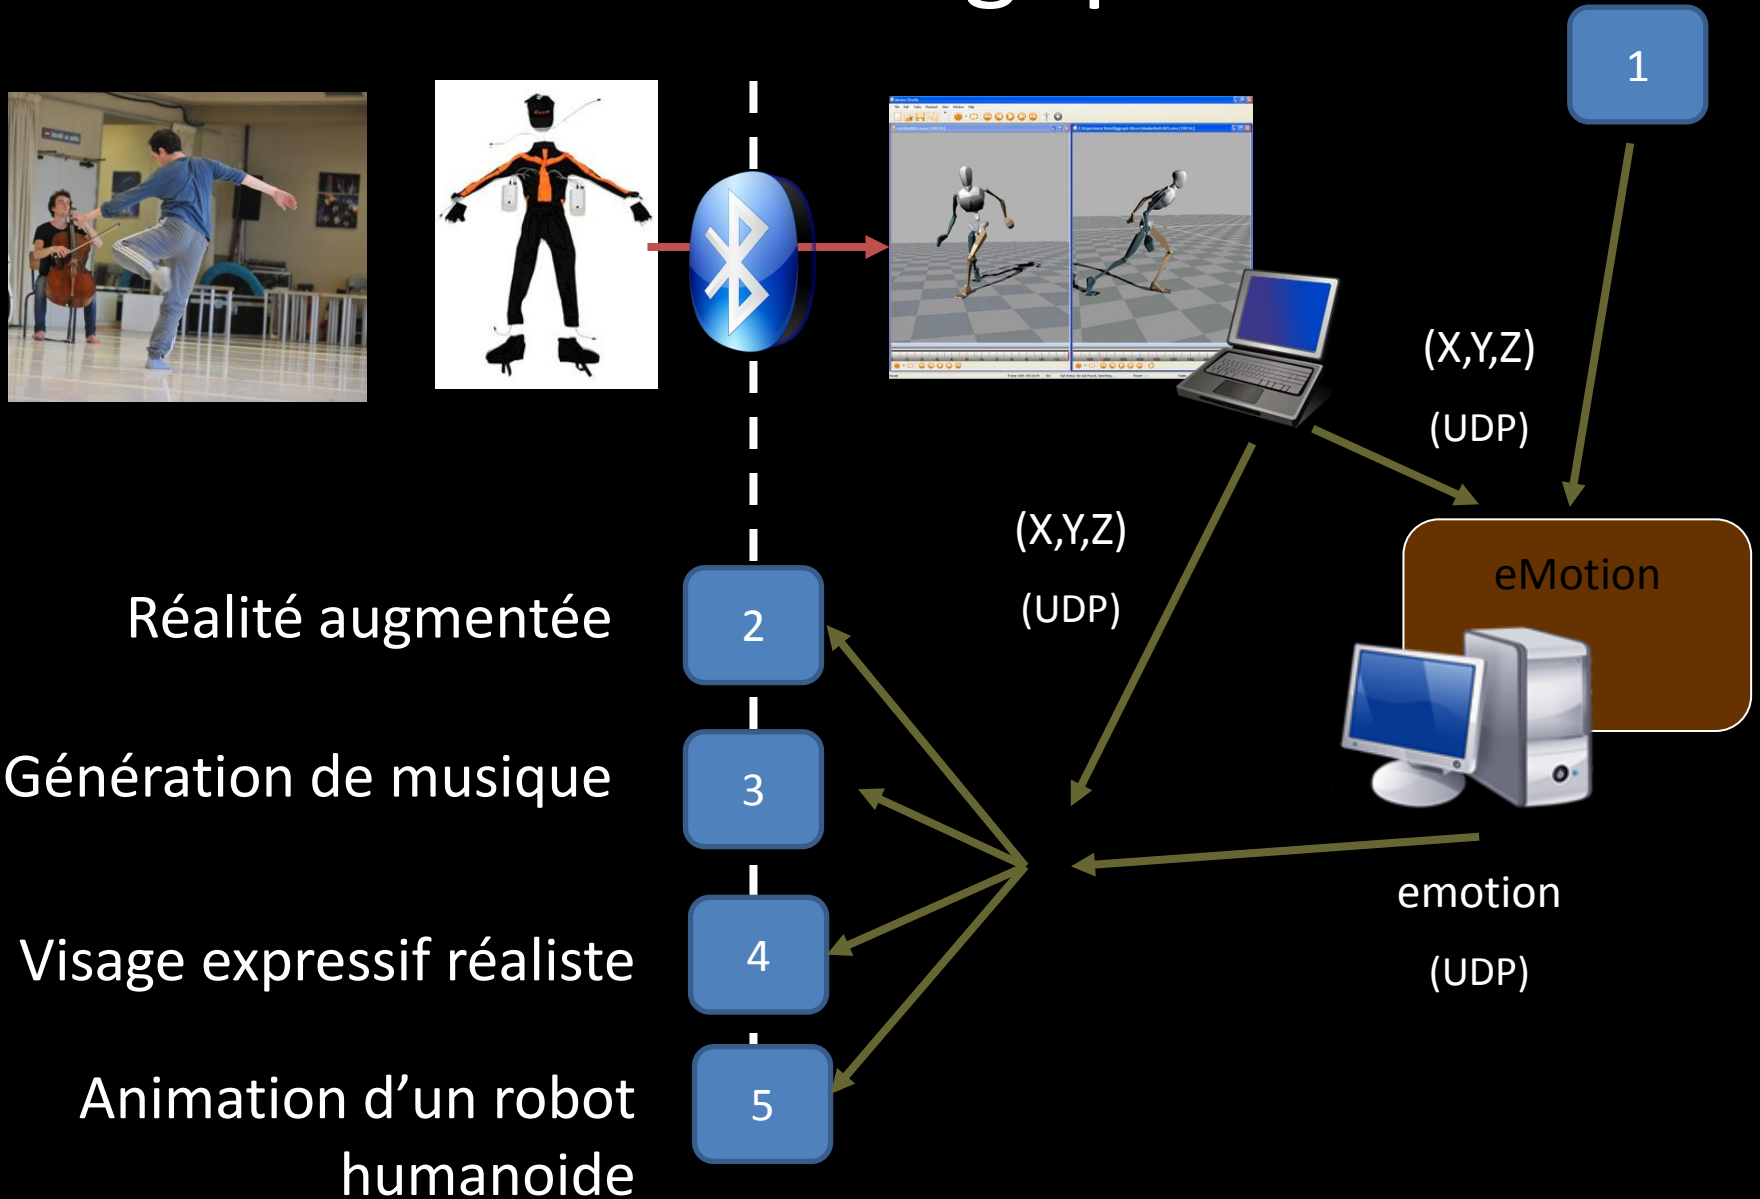 1
(X,Y,Z)
(UDP)
(X,Y,Z)
(UDP)
eMotion
Réalité augmentée
2
Génération de musique
3
emotion
(UDP)
Visage expressif réaliste
4
Animation d’un robot
humanoide
5